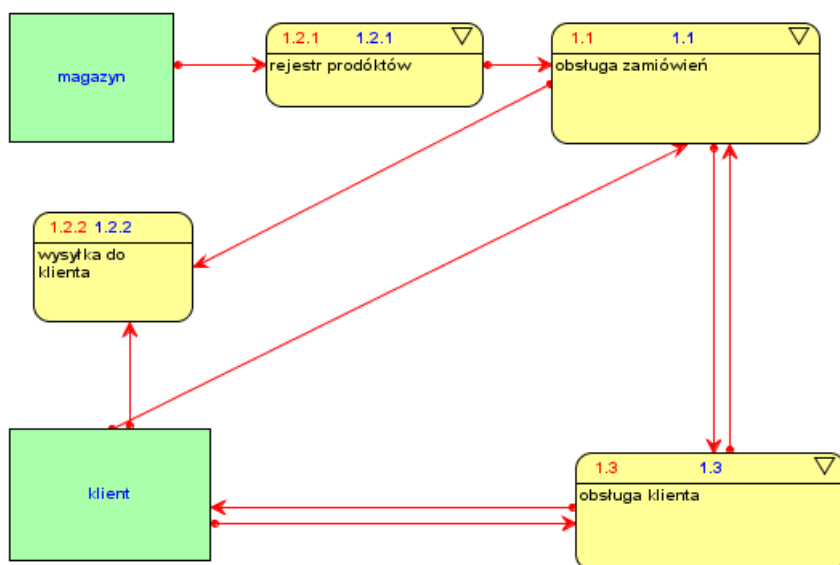 magazyn
1.2.1 1.2.1
rejestr prodóktów
1.1 1.1
obsługa zamiówień
1.2.2 1.2.2
wysyłka do
klienta
klient
1.3 1.3
obsługa klienta